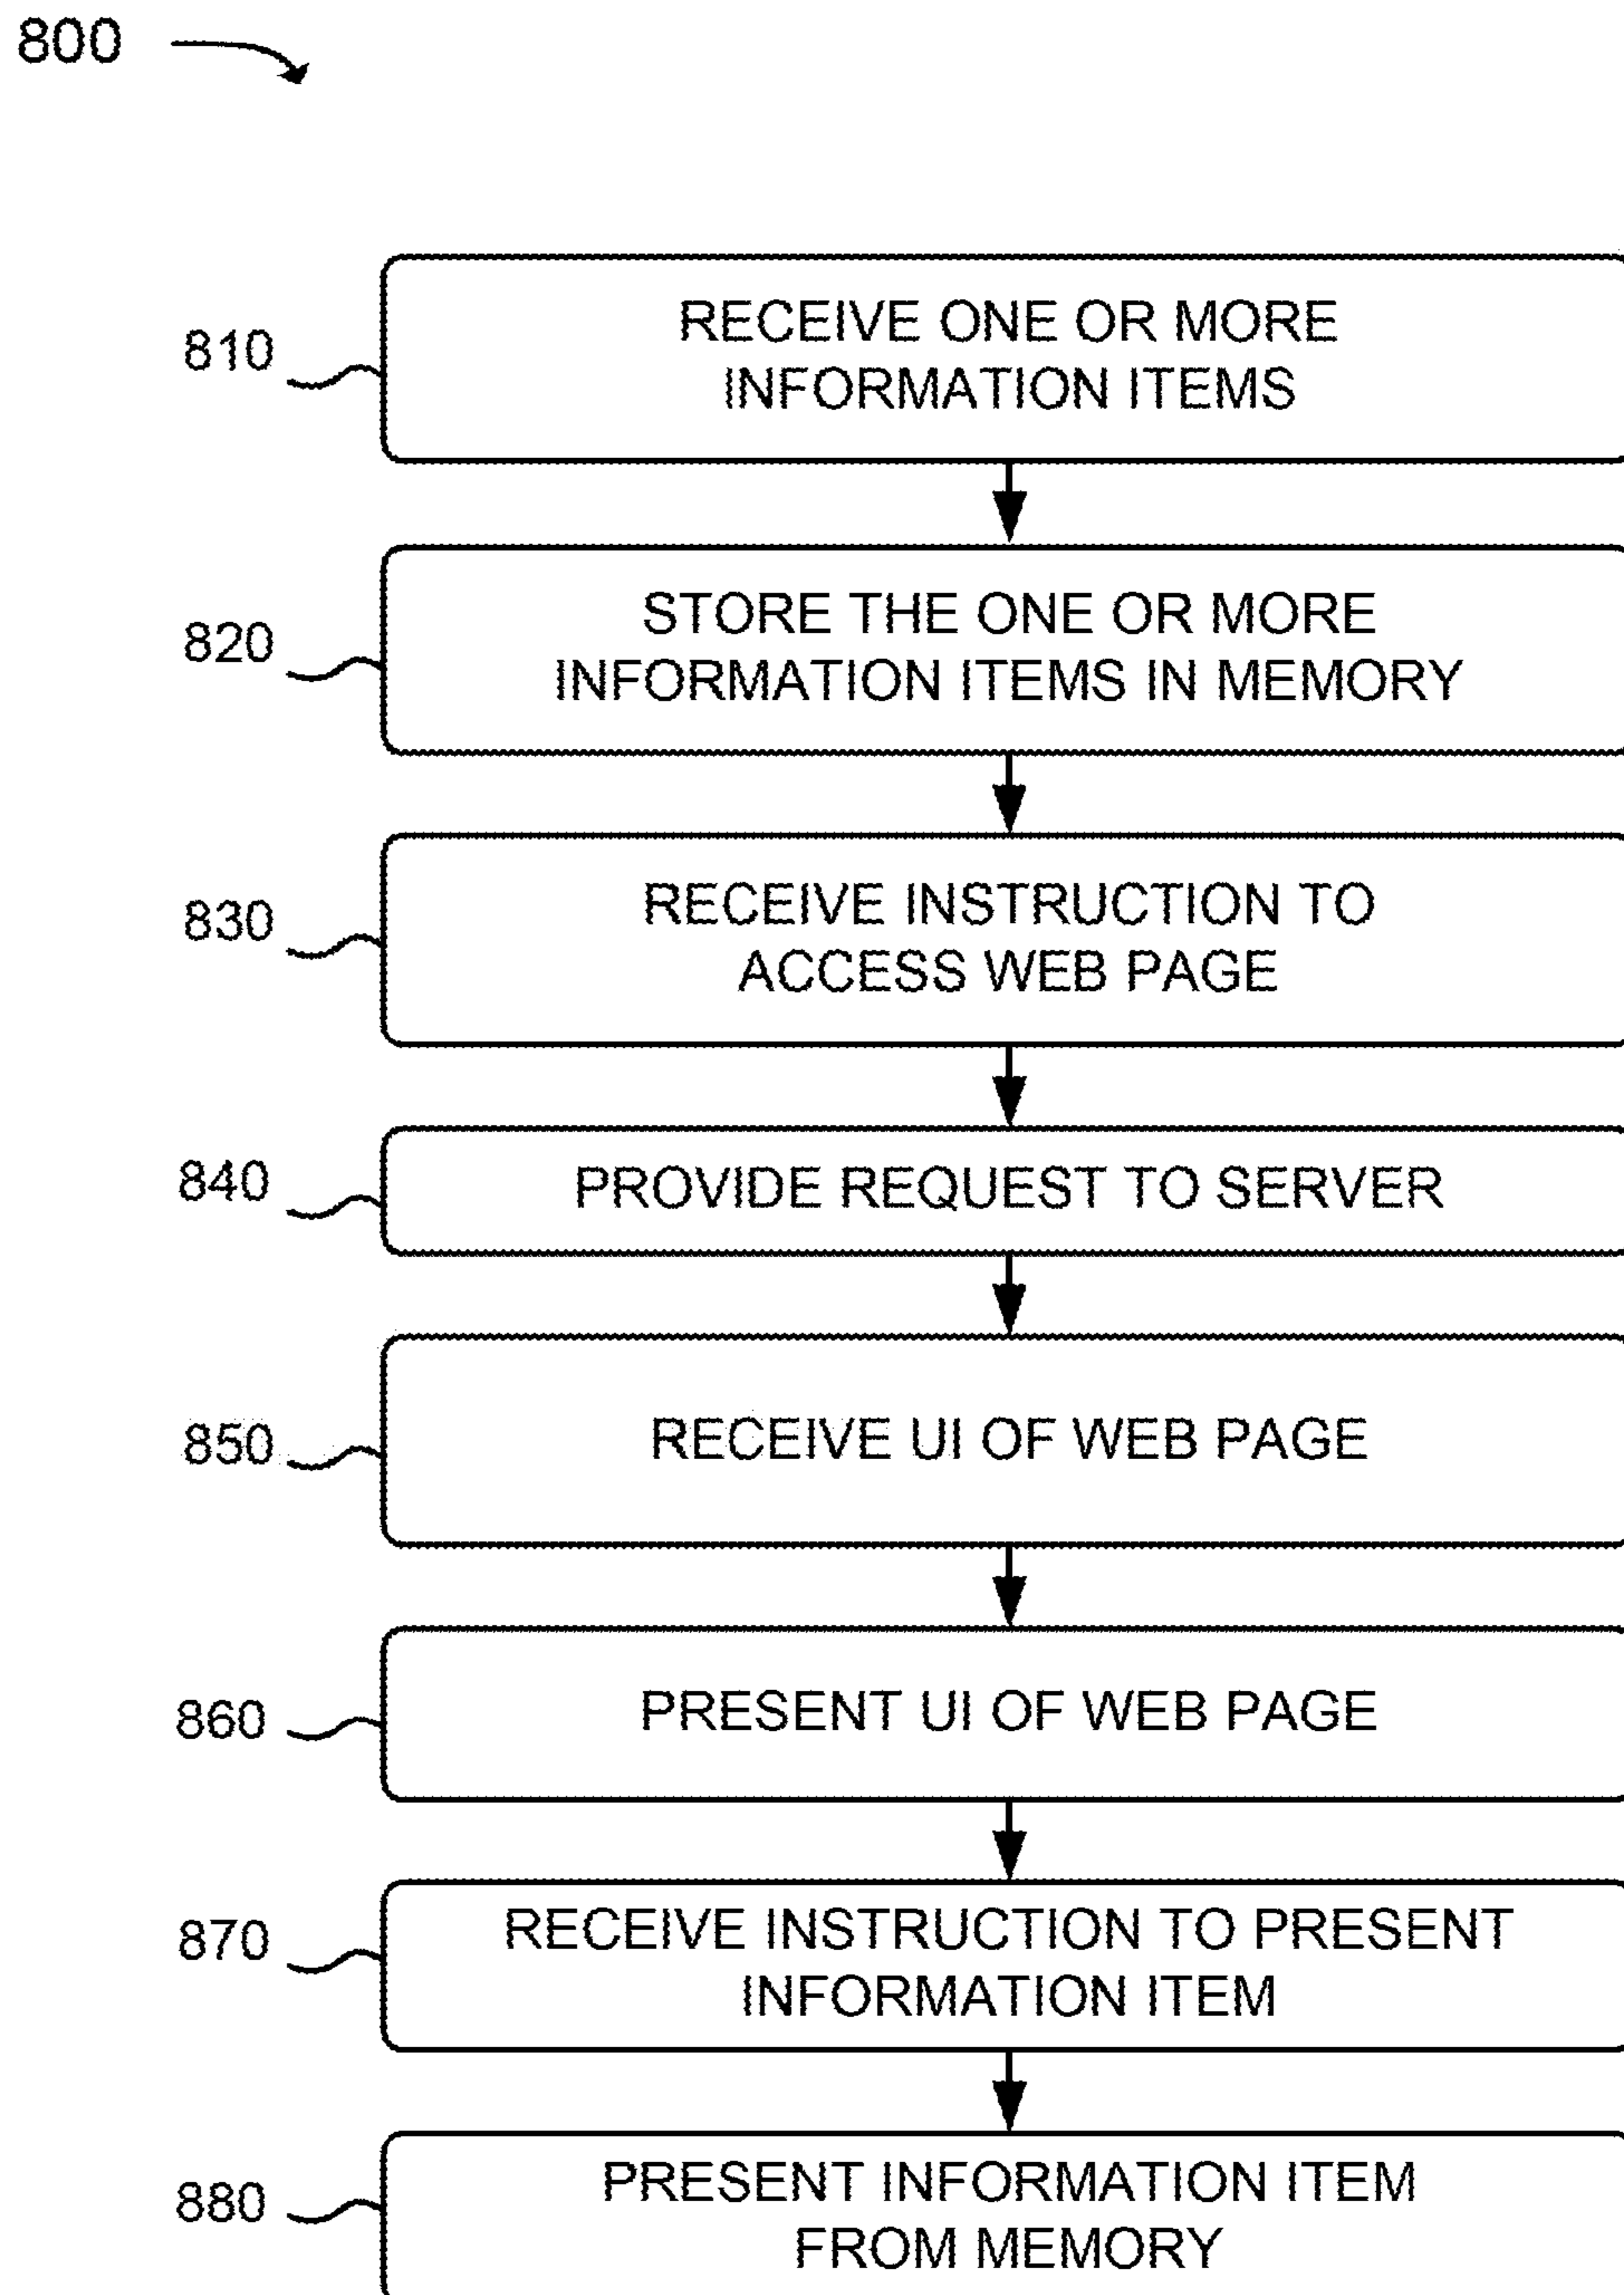 800
810
RECEIVE ONE OR MORE
INFORMATION ITEMS
820
STORE THE ONE OR MORE
INFORMATION ITEMS IN MEMORY
830
RECEIVE INSTRUCTION TO
ACCESS WEB PAGE
840
PROVIDE REQUEST TO SERVER
850
RECEIVE UI OF WEB PAGE
860
PRESENT UI OF WEB PAGE
870
RECEIVE INSTRUCTION TO PRESENT
INFORMATION ITEM
880
PRESENT INFORMATION ITEM
FROM MEMORY